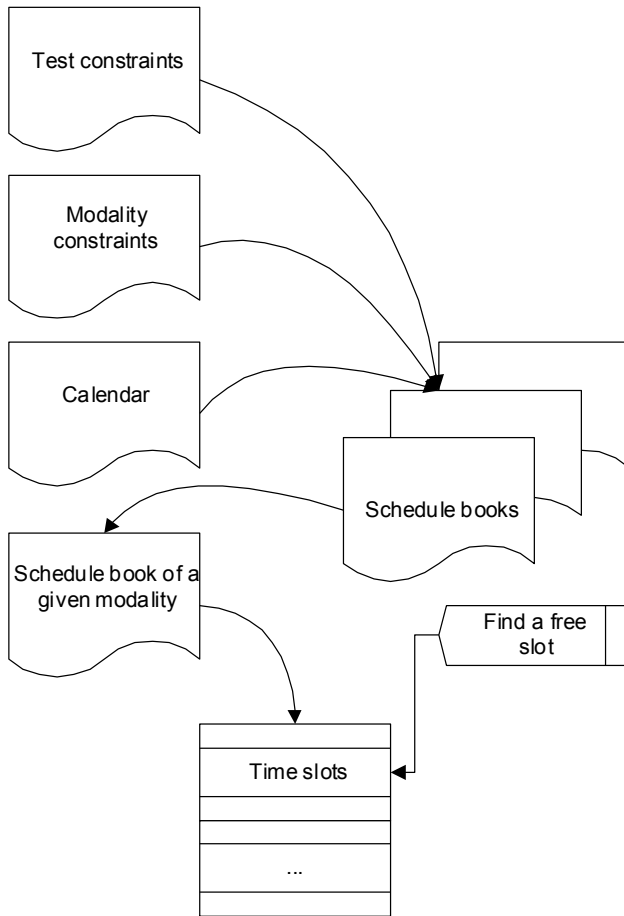 Test constraints
Modality
constraints
Calendar
Schedule books
Schedule book of a
given modality
Find a free
slot
Time slots
...